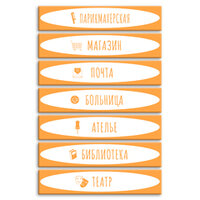 ПАРИКМАХЕРСКАЯ
МАГАЗИН
ПОЧТА
БОЛЬНИЦА
АТЕЛЬЕ
БИБЛИОТЕКА
ТЕАТР